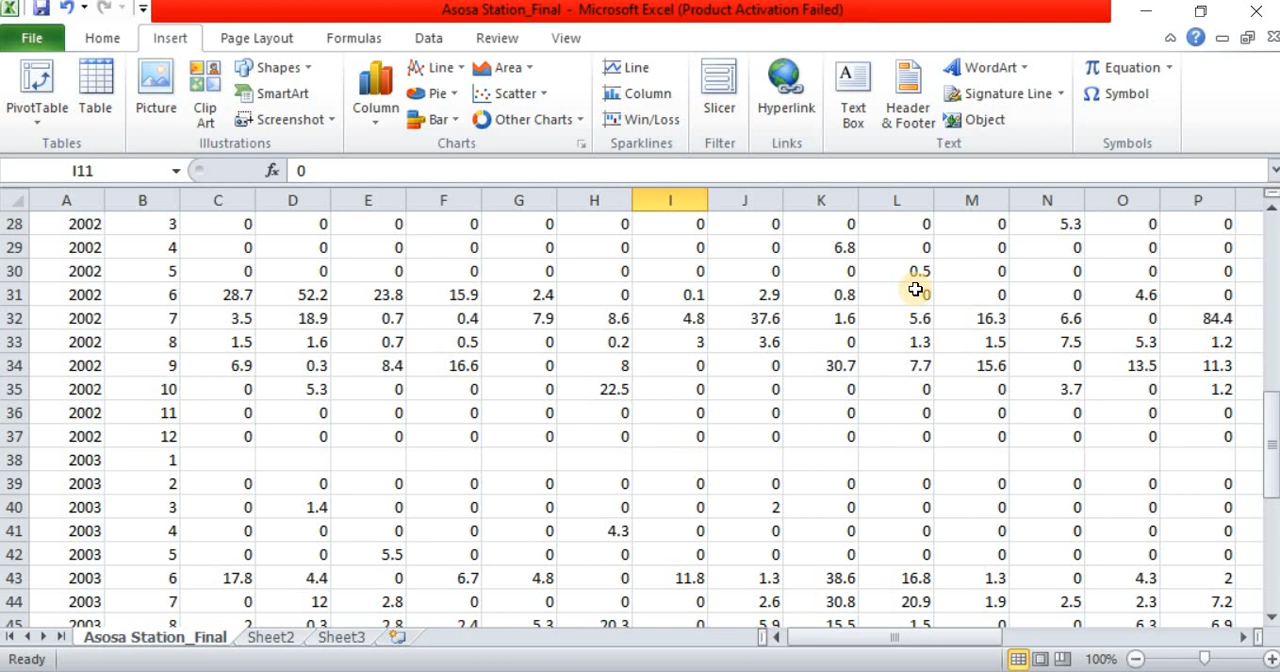 Asosa Station_Final - Microsoft Excel (Product Activation Failed)
File Home Insert Page Layout Formulas Data Review View
PivotTable Table Picture Clip Art Shapes SmartArt Screenshot Column Line Pie Bar Area Scatter Other Charts Line Column Win/Loss Slicer Hyperlink Text Box Header & Footer WordArt Signature Line Object Equation Symbol
Tables Illustrations Charts Sparklines Filter Links Text Symbols
I11 fx 0
A B C D E F G H I J K L M N O P
28 2002 3 0 0 0 0 0 0 0 0 0 0 0 5.3 0 0
29 2002 4 0 0 0 0 0 0 0 0 6.8 0 0 0 0 0
30 2002 5 0 0 0 0 0 0 0 0 0 0.5 0 0 0 0
31 2002 6 28.7 52.2 23.8 15.9 2.4 0 0.1 2.9 0.8 0 0 0 4.6 0
32 2002 7 3.5 18.9 0.7 0.4 7.9 8.6 4.8 37.6 1.6 5.6 16.3 6.6 0 84.4
33 2002 8 1.5 1.6 0.7 0.5 0 0.2 3 3.6 0 1.3 1.5 7.5 5.3 1.2
34 2002 9 6.9 0.3 8.4 16.6 0 8 0 0 30.7 7.7 15.6 0 13.5 11.3
35 2002 10 0 5.3 0 0 0 22.5 0 0 0 0 0 3.7 0 1.2
36 2002 11 0 0 0 0 0 0 0 0 0 0 0 0 0 0
37 2002 12 0 0 0 0 0 0 0 0 0 0 0 0 0 0
38 2003 1
39 2003 2 0 0 0 0 0 0 0 0 0 0 0 0 0 0
40 2003 3 0 1.4 0 0 0 0 0 2 0 0 0 0 0 0
41 2003 4 0 0 0 0 0 4.3 0 0 0 0 0 0 0 0
42 2003 5 0 0 5.5 0 0 0 0 0 0 0 0 0 0 0
43 2003 6 17.8 4.4 0 6.7 4.8 0 11.8 1.3 38.6 16.8 1.3 0 4.3 2
44 2003 7 0 12 2.8 0 0 0 0 2.6 30.8 20.9 1.9 2.5 2.3 7.2
45 2003 8 2 0.3 2.8 2.4 5.3 20.3 0 5.9 15.5 1.5 0 0 6.3 6.9
Asosa Station_Final Sheet2 Sheet3
Ready 100%